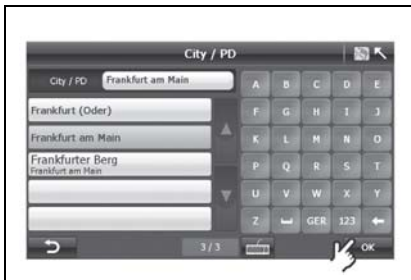 City / PD
City / PD Frankfurt am Main
A B C D E
Frankfurt (Oder)
F G H I J
Frankfurt am Main
K L M N O
Frankfurter Berg
Frankfurt am Main
P Q R S T
U V W X Y
Z GER 123
3/3
OK